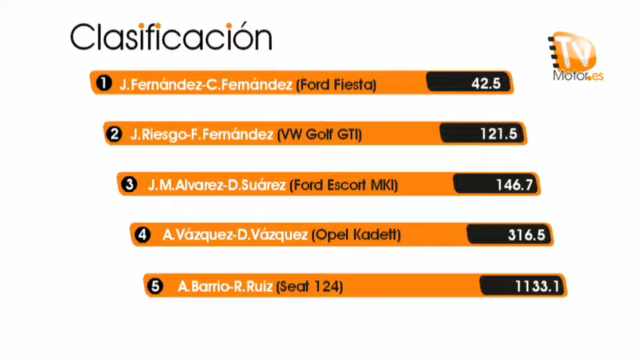 Clasificación
TV
Motor.es
1 J.Fernández-C.Fernández (Ford Fiesta) 42.5
2 J.Riesgo-F.Fernández (VW Golf GTI) 121.5
3 J.M.Alvarez-D.Suárez (Ford Escort MKI) 146.7
4 A.Vázquez-D.Vázquez (Opel Kadett) 316.5
5 A.Barrio-R.Ruiz (Seat 124) 1133.1